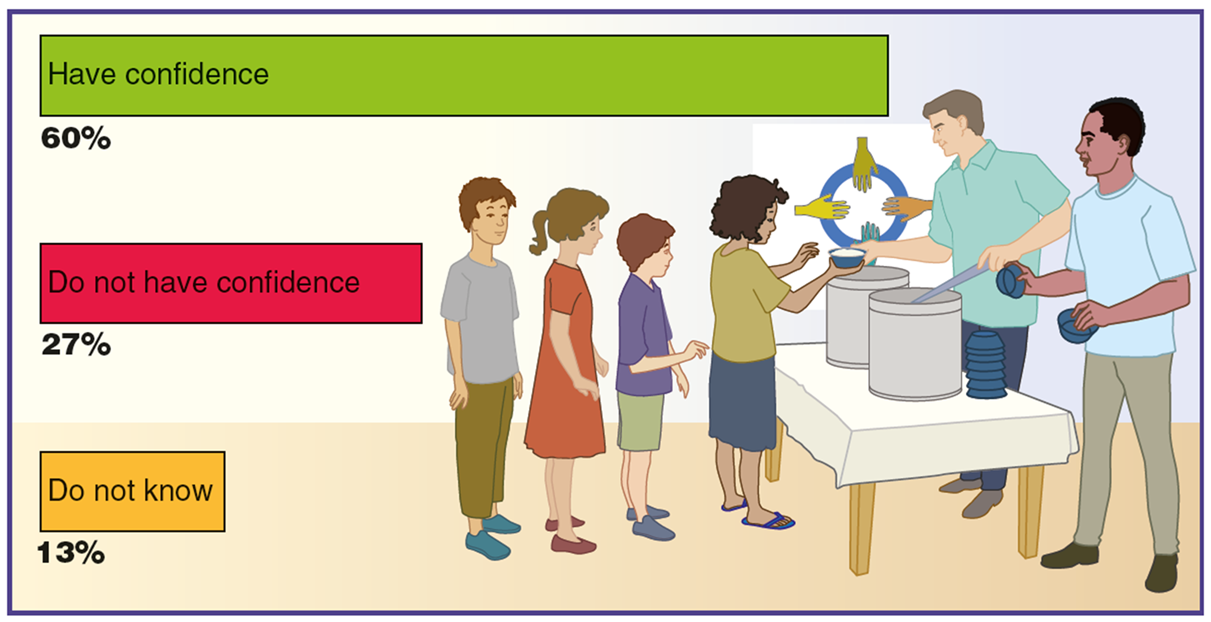 Have confidence
60%
Do not have confidence
27%
Do not know
13%